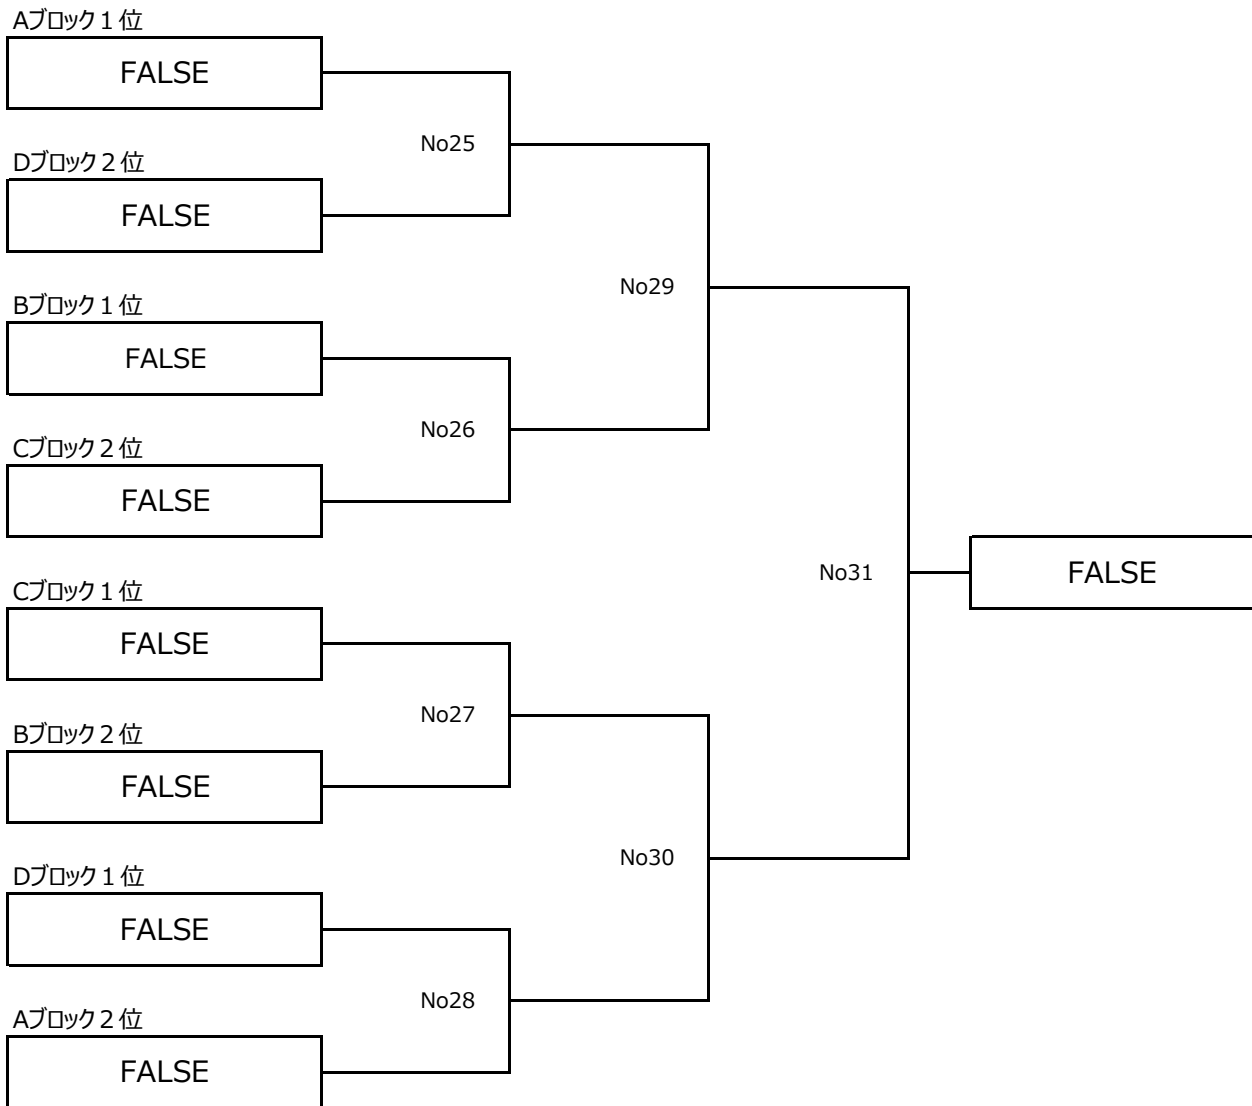 Aブロック１位
FALSE
No25
Dブロック２位
FALSE
No29
Bブロック１位
FALSE
No26
Cブロック２位
FALSE
No31
FALSE
Cブロック１位
FALSE
No27
Bブロック２位
FALSE
No30
Dブロック１位
FALSE
No28
Aブロック２位
FALSE